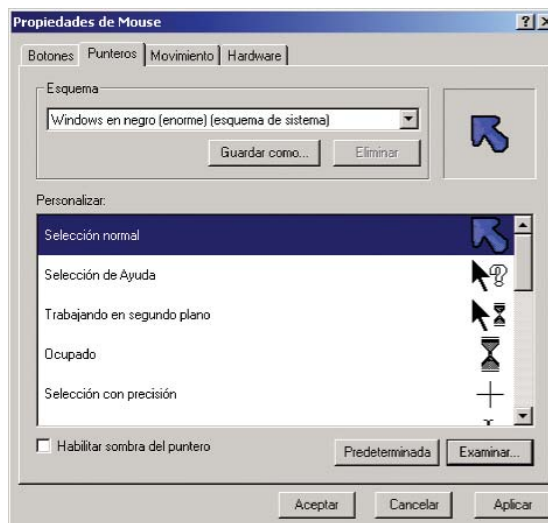 Propiedades de Mouse
Botones Punteros Movimiento Hardware
Esquema
Windows en negro (enorme) (esquema de sistema)
Guardar como... Eliminar
Personalizar:
Selección normal
Selección de Ayuda
Trabajando en segundo plano
Ocupado
Selección con precisión
Habilitar sombra del puntero
Predeterminada Examinar...
Aceptar Cancelar Aplicar